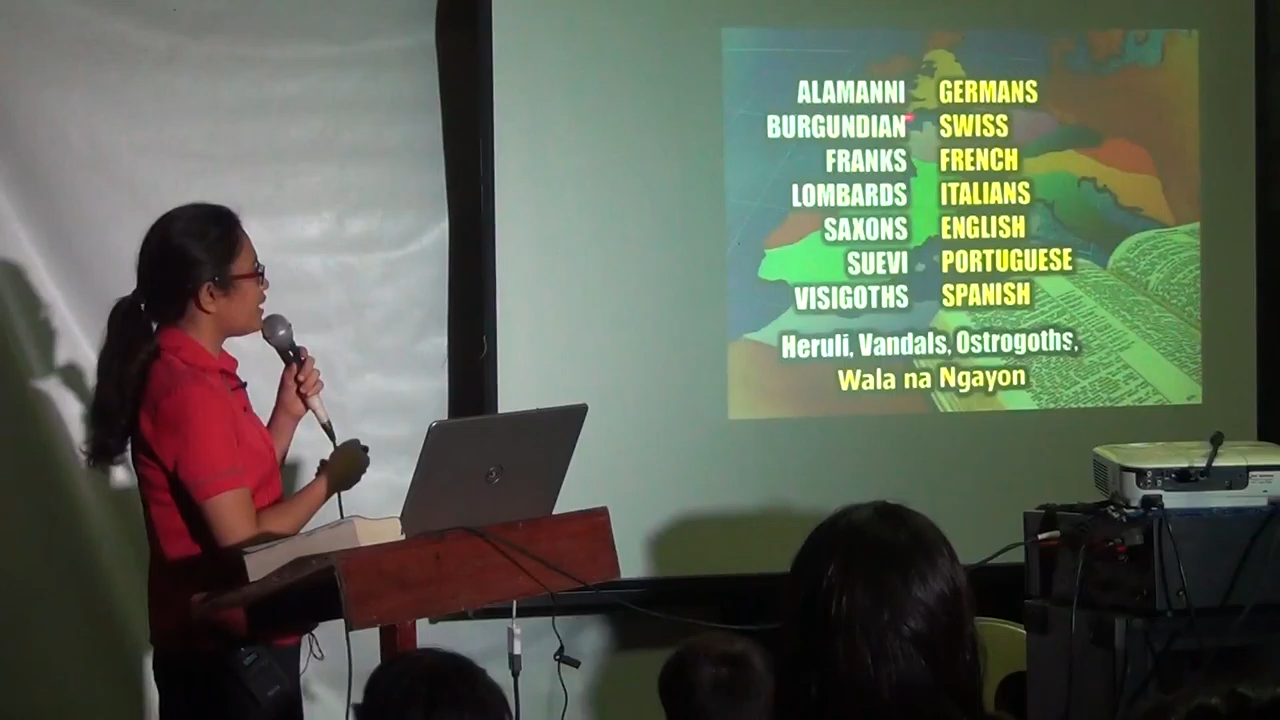 ALAMANNI GERMANS
BURGUNDIAN SWISS
FRANKS FRENCH
LOMBARDS ITALIANS
SAXONS ENGLISH
SUEVI PORTUGUESE
VISIGOTHS SPANISH
Heruli, Vandals, Ostrogoths,
Wala na Ngayon